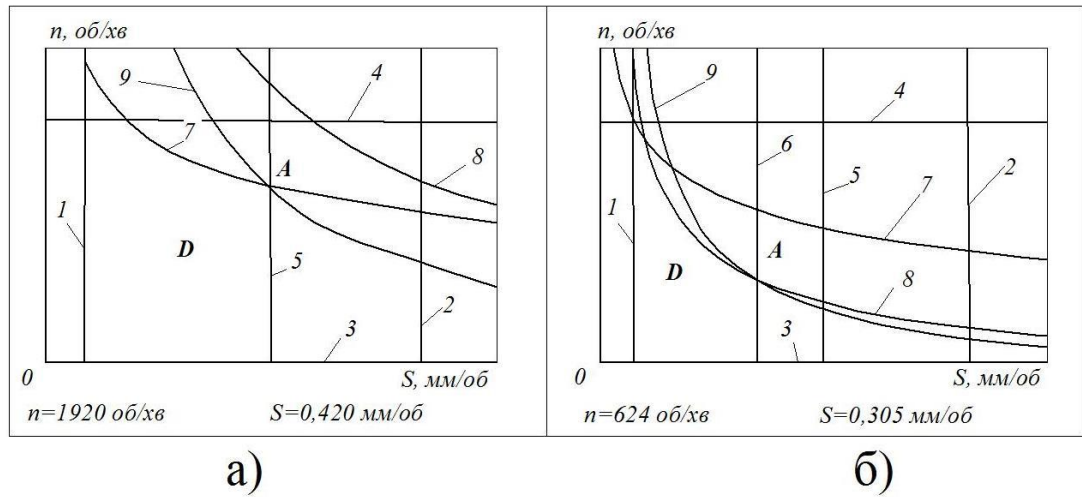 n, об/хв
9
4
7
A
8
1
D
5
2
3
0
S, мм/об
n=1920 об/хв S=0,420 мм/об
а)
n, об/хв
9
4
6
5
2
1
7
A
D
8
3
0
S, мм/об
n=624 об/хв S=0,305 мм/об
б)